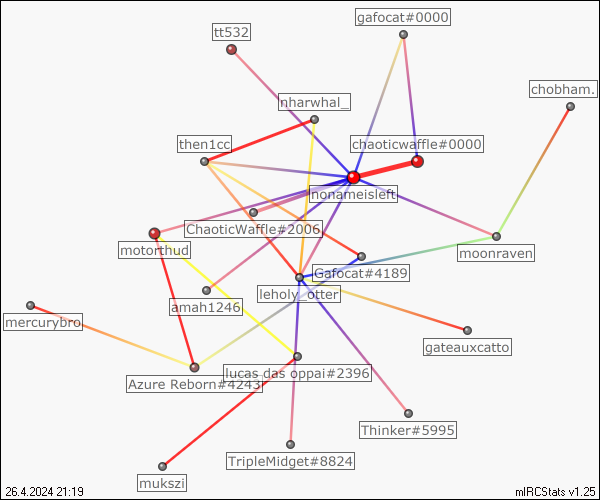 gafocat#0000
tt532
chobham.
nharwhal_
then1cc
chaoticwaffle#0000
nonameisleft
ChaoticWaffle#2006
motorthud
moonraven
Gafocat#4189
leholy_otter
amah1246
mercurybro
gateauxcatto
lucas das oppai#2396
Azure Reborn#4243
Thinker#5995
TripleMidget#8824
mukszi
26.4.2024 21:19
mIRCStats v1.25